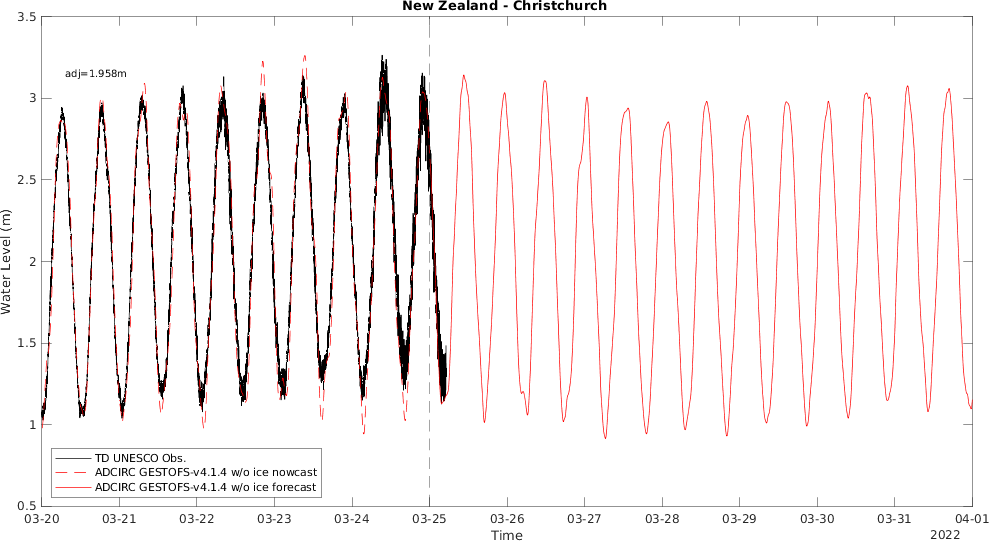 New Zealand - Christchurch
3.5
adj=1.958m
3
2.5
2
1.5
1
0.5
Water Level (m)
TD UNESCO Obs.
ADCIRC GESTOFS-v4.1.4 w/o ice nowcast
ADCIRC GESTOFS-v4.1.4 w/o ice forecast
03-20 03-21 03-22 03-23 03-24 03-25 03-26 03-27 03-28 03-29 03-30 03-31 04-01
Time
2022